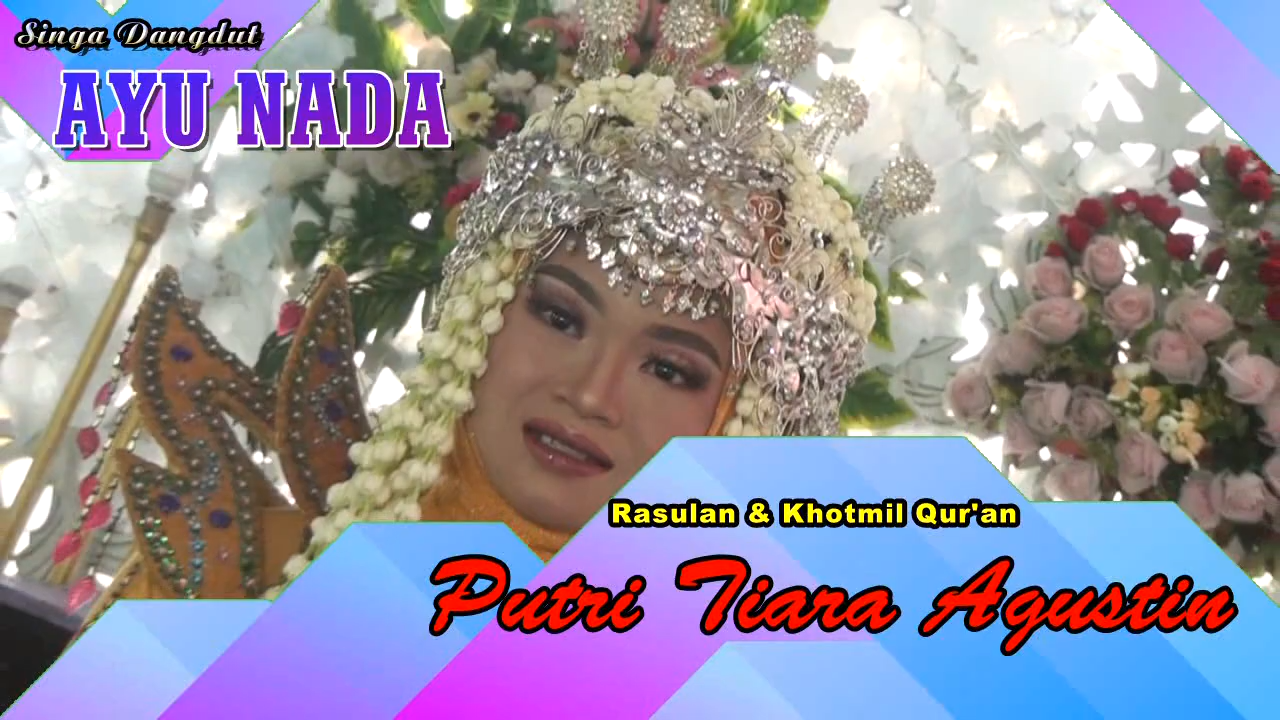 Singa Dangdut
AYU NADA
Rasulan & Khotmil Qur'an
Putri Tiara Agustin